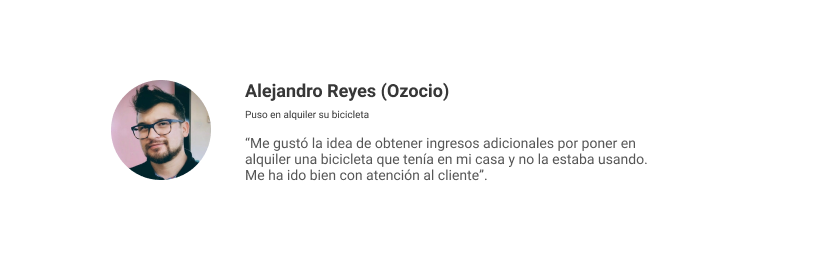 Alejandro Reyes (Ozocio)
Puso en alquiler su bicicleta
“Me gustó la idea de obtener ingresos adicionales por poner en
alquiler una bicicleta que tenía en mi casa y no la estaba usando.
Me ha ido bien con atención al cliente”.